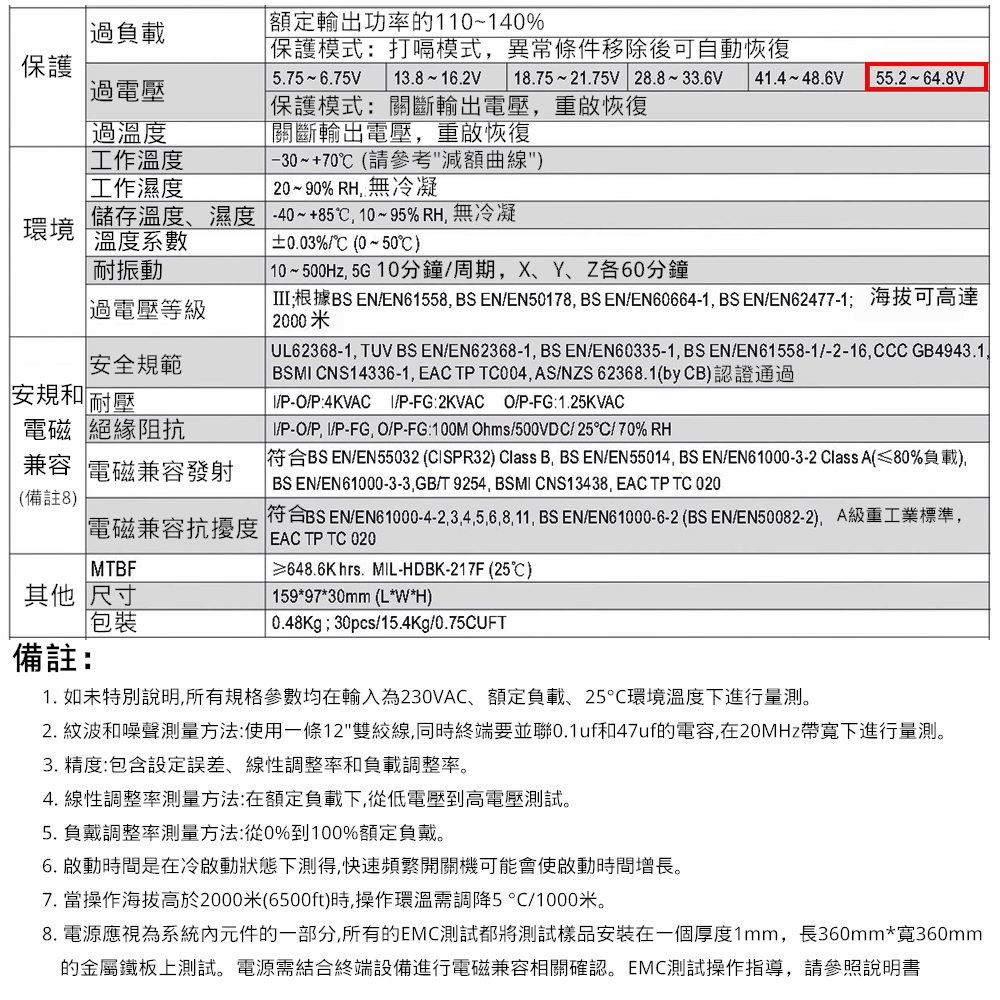 保護
過負載
額定輸出功率的110~140%
保護模式：打嗝模式，異常條件移除後可自動恢復
過電壓
5.75 ~ 6.75V 13.8 ~ 16.2V 18.75 ~ 21.75V 28.8 ~ 33.6V 41.4 ~ 48.6V 55.2 ~ 64.8V
保護模式：關斷輸出電壓，重啟恢復
過溫度 關斷輸出電壓，重啟恢復
環境
工作溫度 -30 ~ +70℃ (請參考"減額曲線")
工作濕度 20 ~ 90% RH, 無冷凝
儲存溫度、濕度 -40 ~ +85℃, 10 ~ 95% RH, 無冷凝
溫度系數 ±0.03%/℃ (0 ~ 50℃)
耐振動 10 ~ 500Hz, 5G 10分鐘/周期，X、Y、Z各60分鐘
過電壓等級 III;根據BS EN/EN61558, BS EN/EN50178, BS EN/EN60664-1, BS EN/EN62477-1; 海拔可高達
2000 米
安規和
電磁
兼容
(備註8)
安全規範 UL62368-1, TUV BS EN/EN62368-1, BS EN/EN60335-1, BS EN/EN61558-1/-2-16,CCC GB4943.1,
BSMI CNS14336-1, EAC TP TC004, AS/NZS 62368.1(by CB)認證通過
耐壓 I/P-O/P:4KVAC I/P-FG:2KVAC O/P-FG:1.25KVAC
絕緣阻抗 I/P-O/P, I/P-FG, O/P-FG:100M Ohms/500VDC/ 25℃/ 70% RH
電磁兼容發射 符合BS EN/EN55032 (CISPR32) Class B, BS EN/EN55014, BS EN/EN61000-3-2 Class A(≤80%負載),
BS EN/EN61000-3-3,GB/T 9254, BSMI CNS13438, EAC TP TC 020
電磁兼容抗擾度 符合BS EN/EN61000-4-2,3,4,5,6,8,11, BS EN/EN61000-6-2 (BS EN/EN50082-2), A級重工業標準，
EAC TP TC 020
其他
MTBF ≥648.6K hrs. MIL-HDBK-217F (25℃)
尺寸 159*97*30mm (L*W*H)
包裝 0.48Kg ; 30pcs/15.4Kg/0.75CUFT
備註：
1. 如未特別說明,所有規格參數均在輸入為230VAC、額定負載、25°C環境溫度下進行量測。
2. 紋波和噪聲測量方法:使用一條12"雙絞線,同時終端要並聯0.1uf和47uf的電容,在20MHz帶寬下進行量測。
3. 精度:包含設定誤差、線性調整率和負載調整率。
4. 線性調整率測量方法:在額定負載下,從低電壓到高電壓測試。
5. 負戴調整率測量方法:從0%到100%額定負戴。
6. 啟動時間是在冷啟動狀態下測得,快速頻繁開關機可能會使啟動時間增長。
7. 當操作海拔高於2000米(6500ft)時,操作環溫需調降5 °C/1000米。
8. 電源應視為系統內元件的一部分,所有的EMC測試都將測試樣品安裝在一個厚度1mm，長360mm*寬360mm
的金屬鐵板上測試。電源需結合終端設備進行電磁兼容相關確認。EMC測試操作指導，請參照說明書